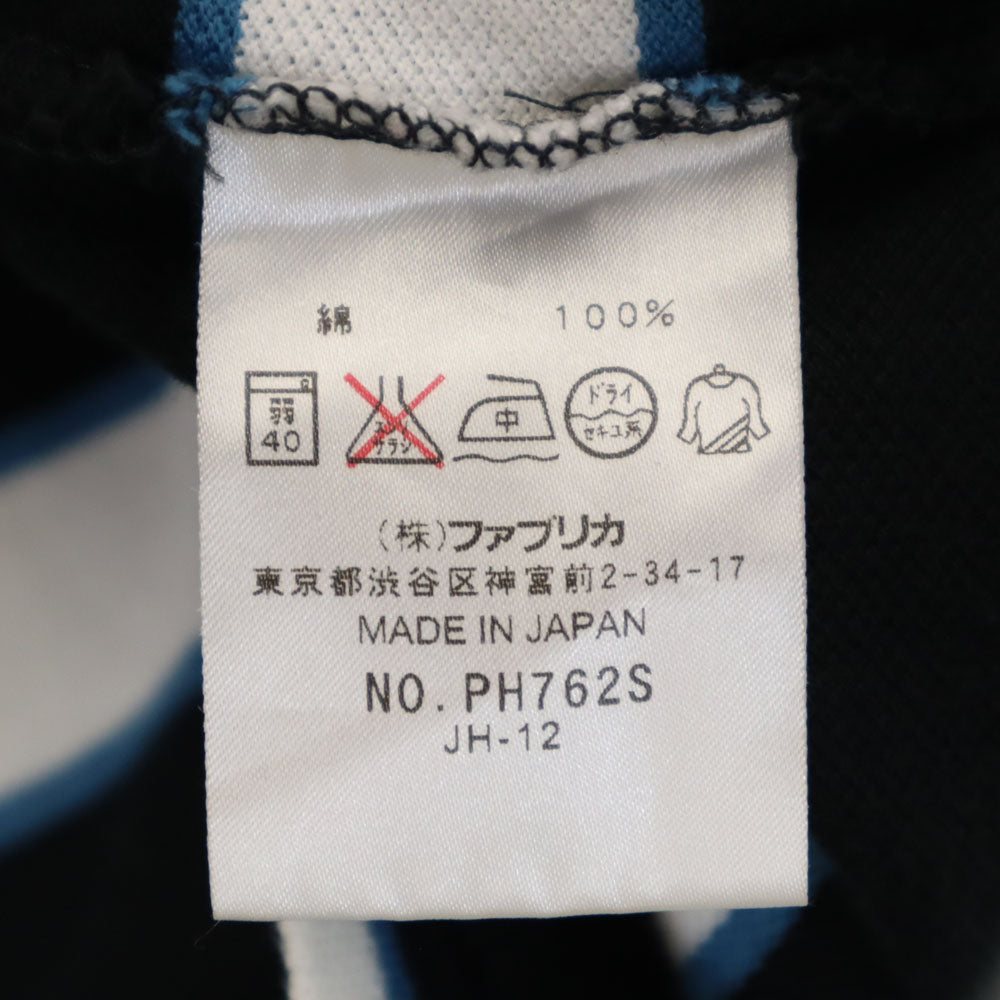 綿 100%
弱 40 エンソ サラシ 中 ドライ セキユ系
(株)ファブリカ
東京都渋谷区神宮前2-34-17
MADE IN JAPAN
NO. PH762S
JH-12